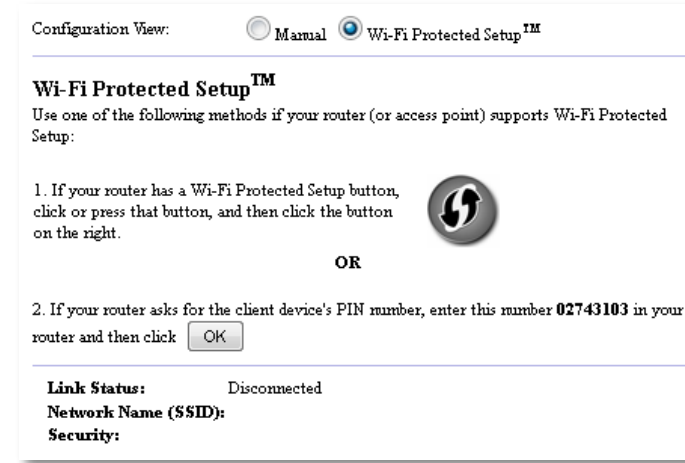 Configuration View: Manual Wi-Fi Protected Setup™
Wi-Fi Protected Setup™
Use one of the following methods if your router (or access point) supports Wi-Fi Protected
Setup:
1. If your router has a Wi-Fi Protected Setup button,
click or press that button, and then click the button
on the right.
OR
2. If your router asks for the client device's PIN number, enter this number 02743103 in your
router and then click OK
Link Status: Disconnected
Network Name (SSID):
Security: